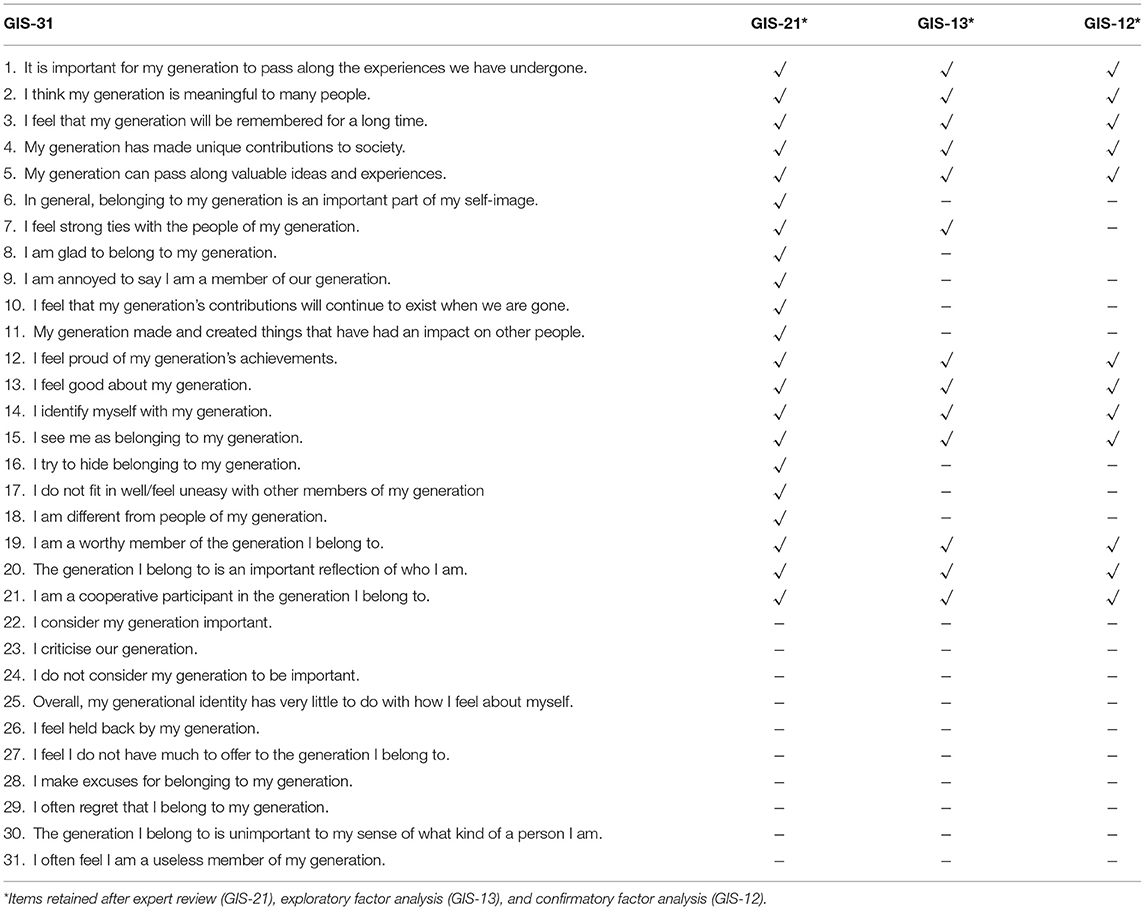 GIS-31 GIS-21* GIS-13* GIS-12*
1. It is important for my generation to pass along the experiences we have undergone. √ √ √
2. I think my generation is meaningful to many people. √ √ √
3. I feel that my generation will be remembered for a long time. √ √ √
4. My generation has made unique contributions to society. √ √ √
5. My generation can pass along valuable ideas and experiences. √ √ √
6. In general, belonging to my generation is an important part of my self-image. √ – –
7. I feel strong ties with the people of my generation. √ √ –
8. I am glad to belong to my generation. √ –
9. I am annoyed to say I am a member of our generation. √ – –
10. I feel that my generation’s contributions will continue to exist when we are gone. √ – –
11. My generation made and created things that have had an impact on other people. √ – –
12. I feel proud of my generation’s achievements. √ √ √
13. I feel good about my generation. √ √ √
14. I identify myself with my generation. √ √ √
15. I see me as belonging to my generation. √ √ √
16. I try to hide belonging to my generation. √ – –
17. I do not fit in well/feel uneasy with other members of my generation √ – –
18. I am different from people of my generation. √ – –
19. I am a worthy member of the generation I belong to. √ √ √
20. The generation I belong to is an important reflection of who I am. √ √ √
21. I am a cooperative participant in the generation I belong to. √ √ √
22. I consider my generation important. – – –
23. I criticise our generation. – – –
24. I do not consider my generation to be important. – – –
25. Overall, my generational identity has very little to do with how I feel about myself. – – –
26. I feel held back by my generation. – – –
27. I feel I do not have much to offer to the generation I belong to. – – –
28. I make excuses for belonging to my generation. – – –
29. I often regret that I belong to my generation. – – –
30. The generation I belong to is unimportant to my sense of what kind of a person I am. – – –
31. I often feel I am a useless member of my generation. – – –
*Items retained after expert review (GIS-21), exploratory factor analysis (GIS-13), and confirmatory factor analysis (GIS-12).